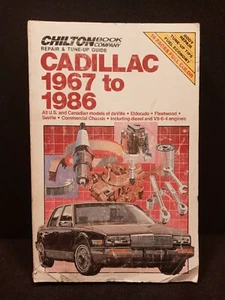 CHILTON BOOK COMPANY
REPAIR & TUNE-UP GUIDE
CADILLAC
1967 to
1986
All U.S. and Canadian models of deVille • Eldorado • Fleetwood •
Seville • Commercial Chassis • including diesel and V8-6-4 engines